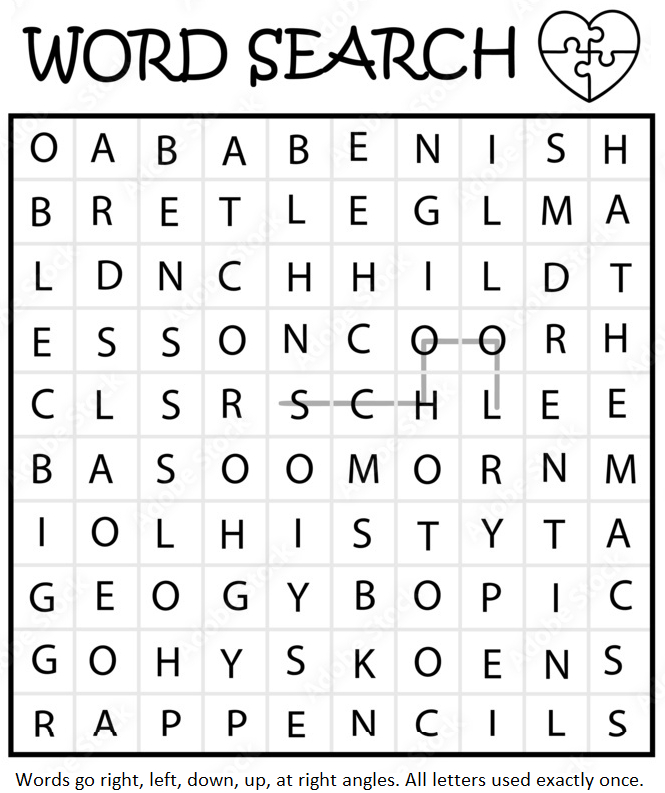 WORD SEARCH
O A B A B E N I S H
B R E T L E G L M A
L D N C H H I L D T
E S S O N C O O R H
C L S R S C H L E E
B A S O O M O R N M
I O L H I S T Y T A
G E O G Y B O P I C
G O H Y S K O E N S
R A P P E N C I L S
Words go right, left, down, up, at right angles. All letters used exactly once.